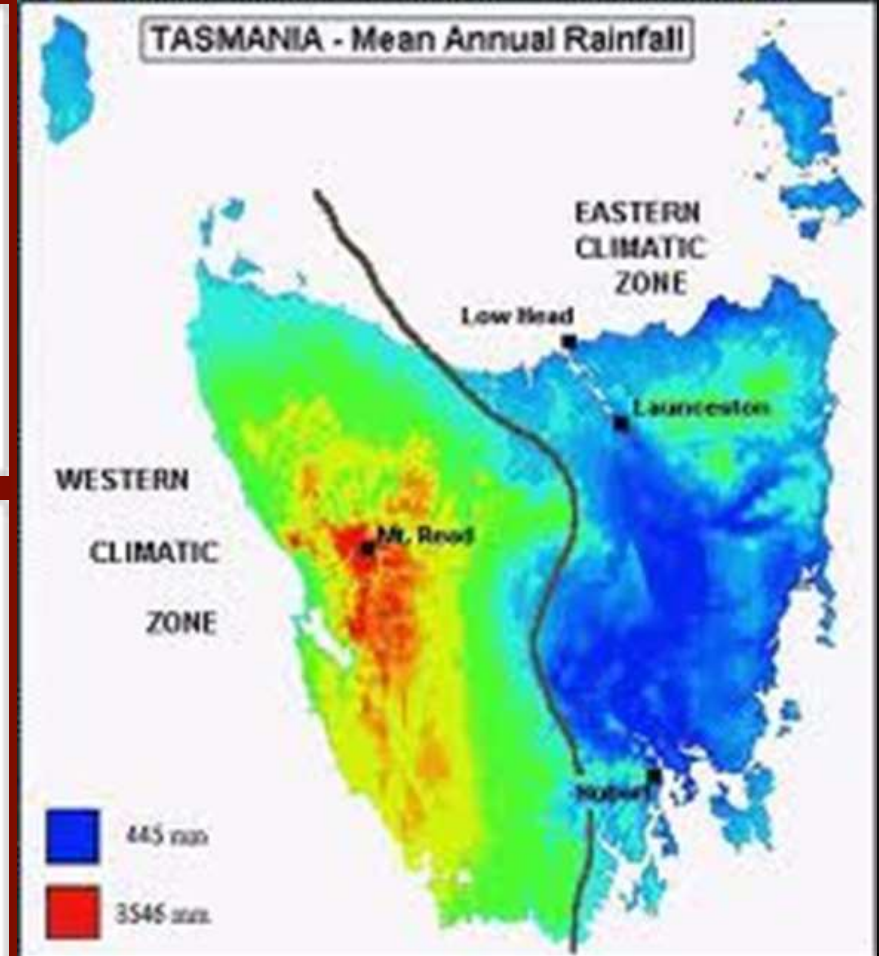 TASMANIA - Mean Annual Rainfall
EASTERN
CLIMATIC
ZONE
Low Head
Launceston
WESTERN
Mt. Read
CLIMATIC
ZONE
Hobart
445 mm
3546 mm